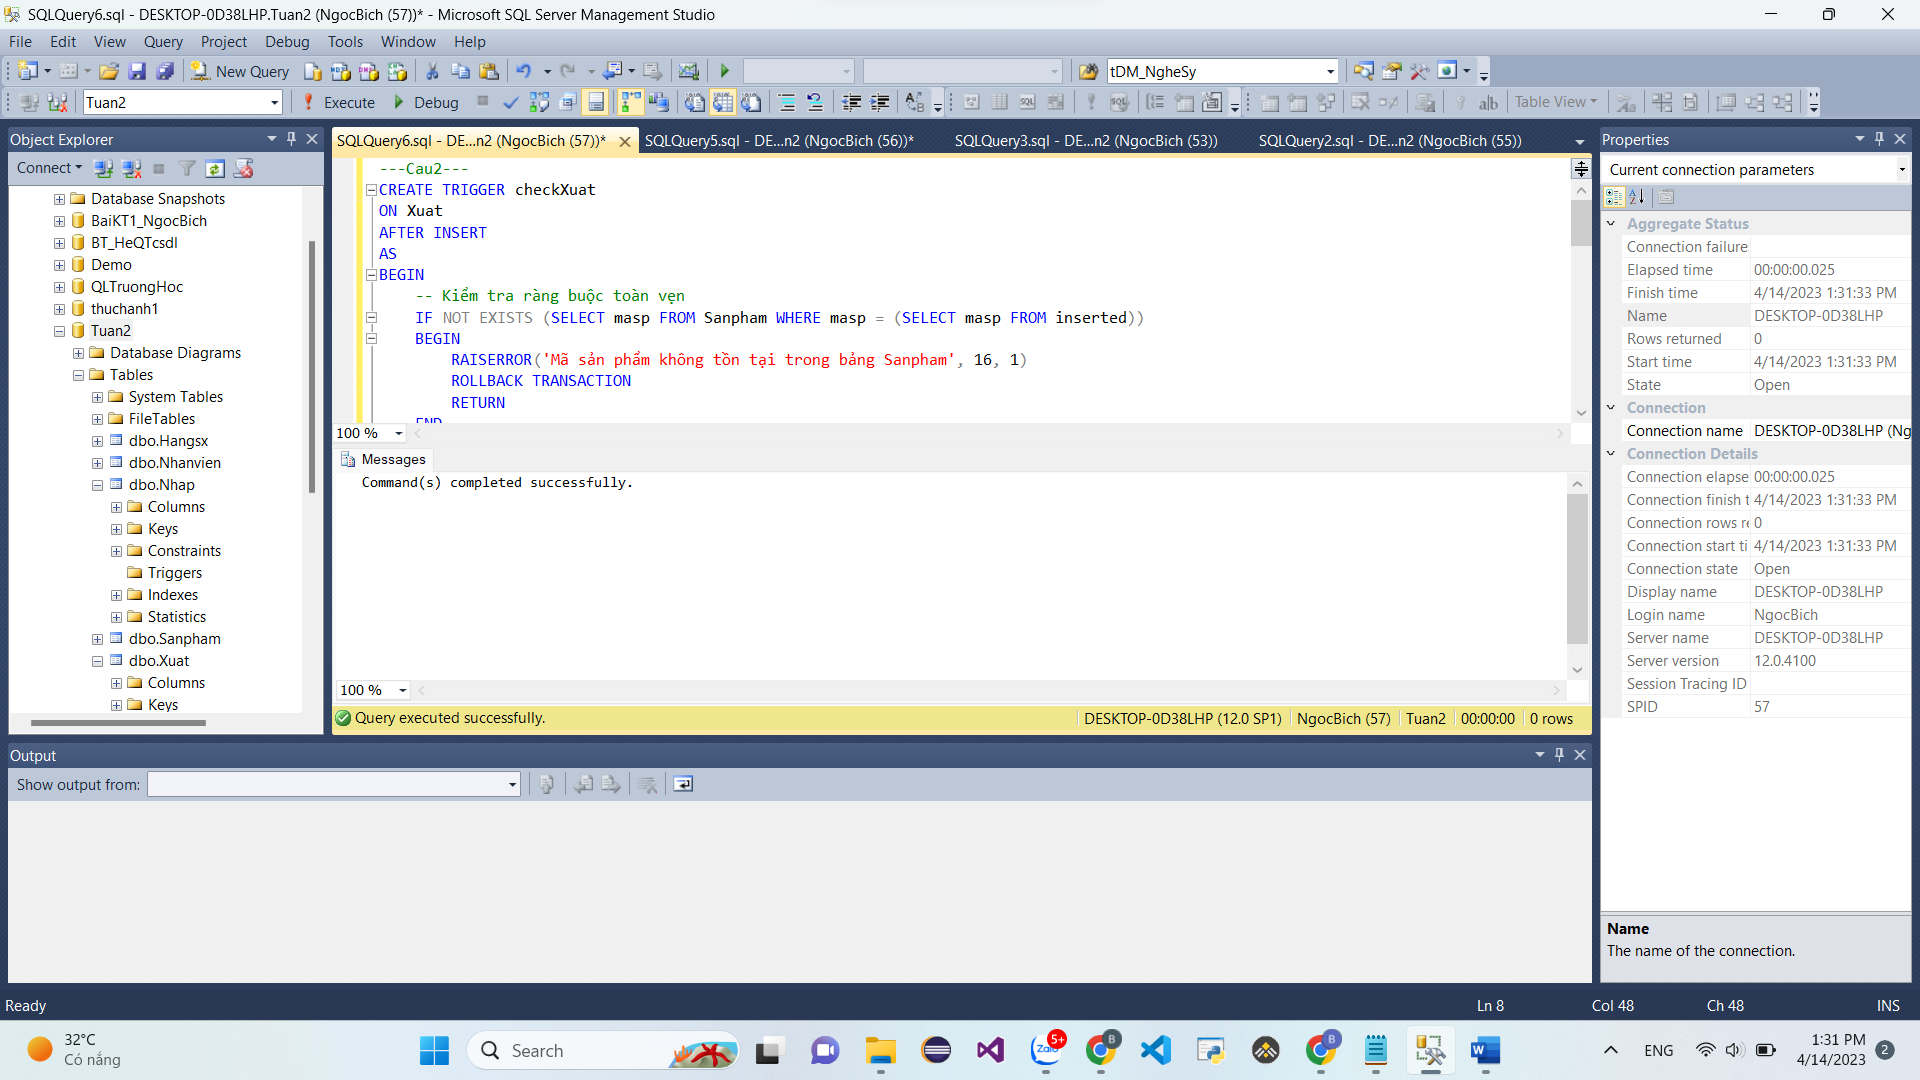 SQLQuery6.sql - DESKTOP-0D38LHP.Tuan2 (NgocBich (57))* - Microsoft SQL Server Management Studio
File Edit View Query Project Debug Tools Window Help
New Query tDM_NgheSy
Tuan2 Execute Debug Table View
Object Explorer
Connect
Database Snapshots
BaiKT1_NgocBich
BT_HeQTcsdl
Demo
QLTruongHoc
thuchanh1
Tuan2
Database Diagrams
Tables
System Tables
FileTables
dbo.Hangsx
dbo.Nhanvien
dbo.Nhap
Columns
Keys
Constraints
Triggers
Indexes
Statistics
dbo.Sanpham
dbo.Xuat
Columns
Keys
SQLQuery6.sql - DE...n2 (NgocBich (57))* SQLQuery5.sql - DE...n2 (NgocBich (56))* SQLQuery3.sql - DE...n2 (NgocBich (53)) SQLQuery2.sql - DE...n2 (NgocBich (55))
---Cau2---
CREATE TRIGGER checkXuat
ON Xuat
AFTER INSERT
AS
BEGIN
-- Kiểm tra ràng buộc toàn vẹn
IF NOT EXISTS (SELECT masp FROM Sanpham WHERE masp = (SELECT masp FROM inserted))
BEGIN
RAISERROR('Mã sản phẩm không tồn tại trong bảng Sanpham', 16, 1)
ROLLBACK TRANSACTION
RETURN
END
100 %
Messages
Command(s) completed successfully.
100 %
Query executed successfully. DESKTOP-0D38LHP (12.0 SP1) NgocBich (57) Tuan2 00:00:00 0 rows
Properties
Current connection parameters
Aggregate Status
Connection failure
Elapsed time 00:00:00.025
Finish time 4/14/2023 1:31:33 PM
Name DESKTOP-0D38LHP
Rows returned 0
Start time 4/14/2023 1:31:33 PM
State Open
Connection
Connection name DESKTOP-0D38LHP (Ng
Connection Details
Connection elapse 00:00:00.025
Connection finish t 4/14/2023 1:31:33 PM
Connection rows re 0
Connection start ti 4/14/2023 1:31:33 PM
Connection state Open
Display name DESKTOP-0D38LHP
Login name NgocBich
Server name DESKTOP-0D38LHP
Server version 12.0.4100
Session Tracing ID
SPID 57
Name
The name of the connection.
Output
Show output from:
Ready Ln 8 Col 48 Ch 48 INS
32°C
Có nắng
Search
Zalo
5+
B
B
ENG
1:31 PM
4/14/2023
2